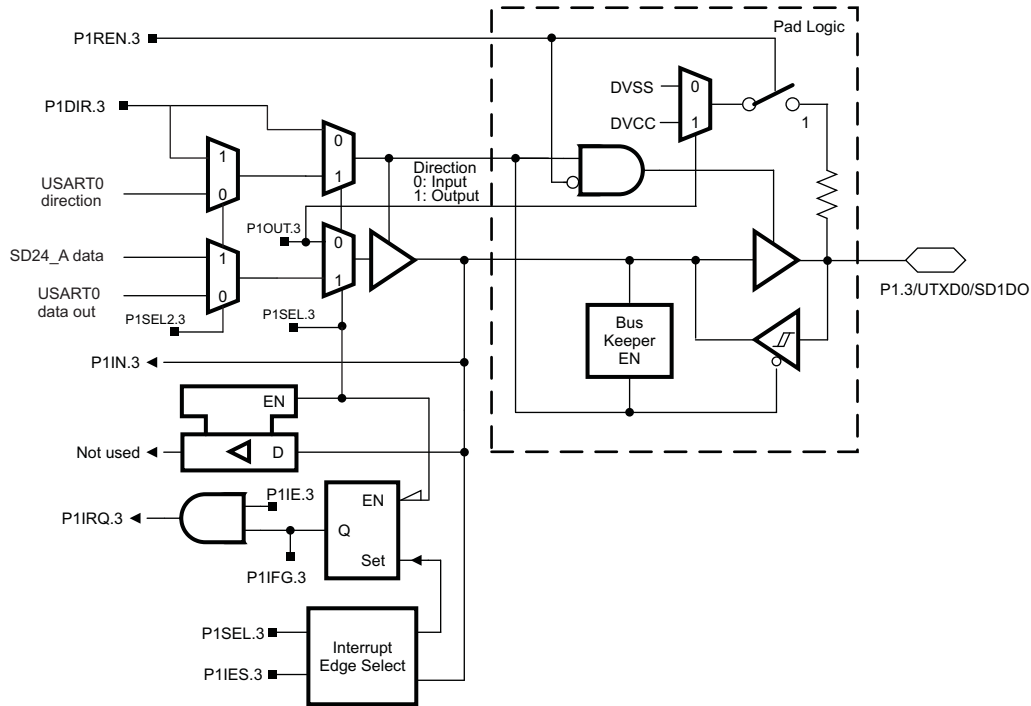 Pad Logic
P1REN.3
DVSS
0
DVCC
1
1
P1DIR.3
0
1
1
0
USART0
direction
Direction
0: Input
1: Output
P1OUT.3
0
1
SD24_A data
1
USART0
data out
0
P1SEL2.3
P1SEL.3
P1.3/UTXD0/SD1DO
Bus
Keeper
EN
P1IN.3
EN
Not used
D
P1IE.3
P1IRQ.3
EN
Q
Set
P1IFG.3
P1SEL.3
P1IES.3
Interrupt
Edge Select